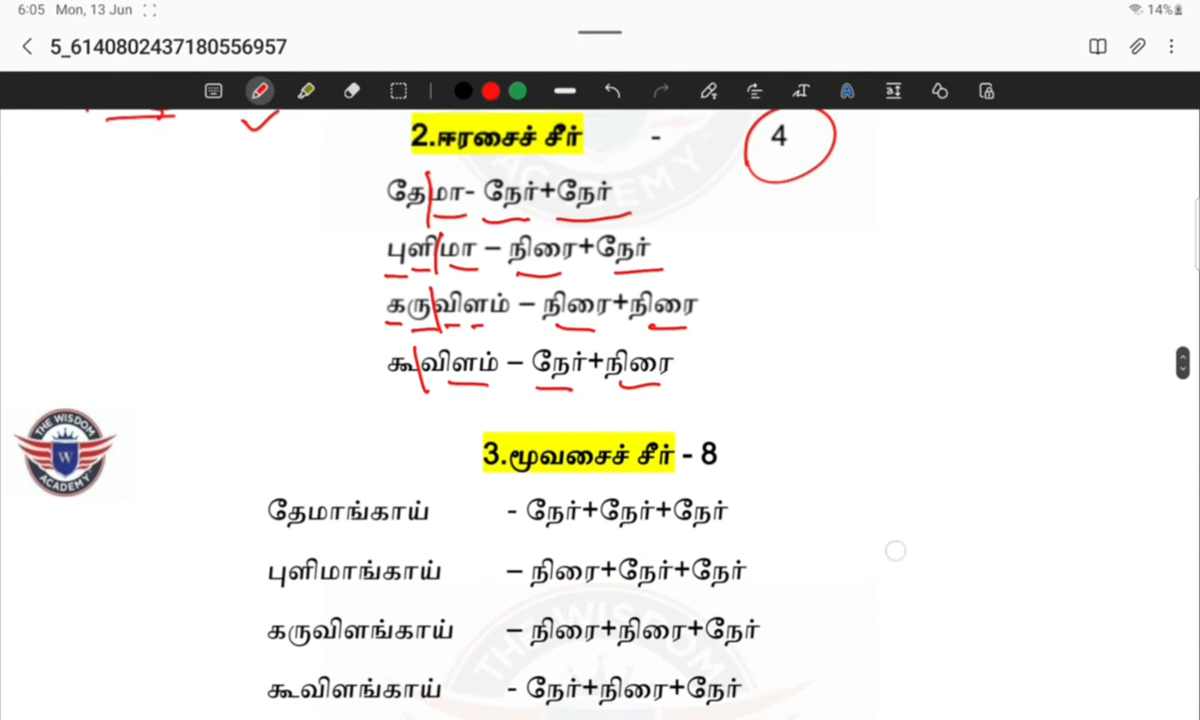 6:05 Mon, 13 Jun 14%
5_6140802437180556957
2.ஈரசைச் சீர் - 4
தேமா- நேர்+நேர்
புளிமா – நிரை+நேர்
கருவிளம் – நிரை+நிரை
கூவிளம் – நேர்+நிரை
THE WISDOM
W
ACADEMY
3.மூவசைச் சீர் - 8
தேமாங்காய் - நேர்+நேர்+நேர்
புளிமாங்காய் – நிரை+நேர்+நேர்
கருவிளங்காய் – நிரை+நிரை+நேர்
கூவிளங்காய் - நேர்+நிரை+நேர்